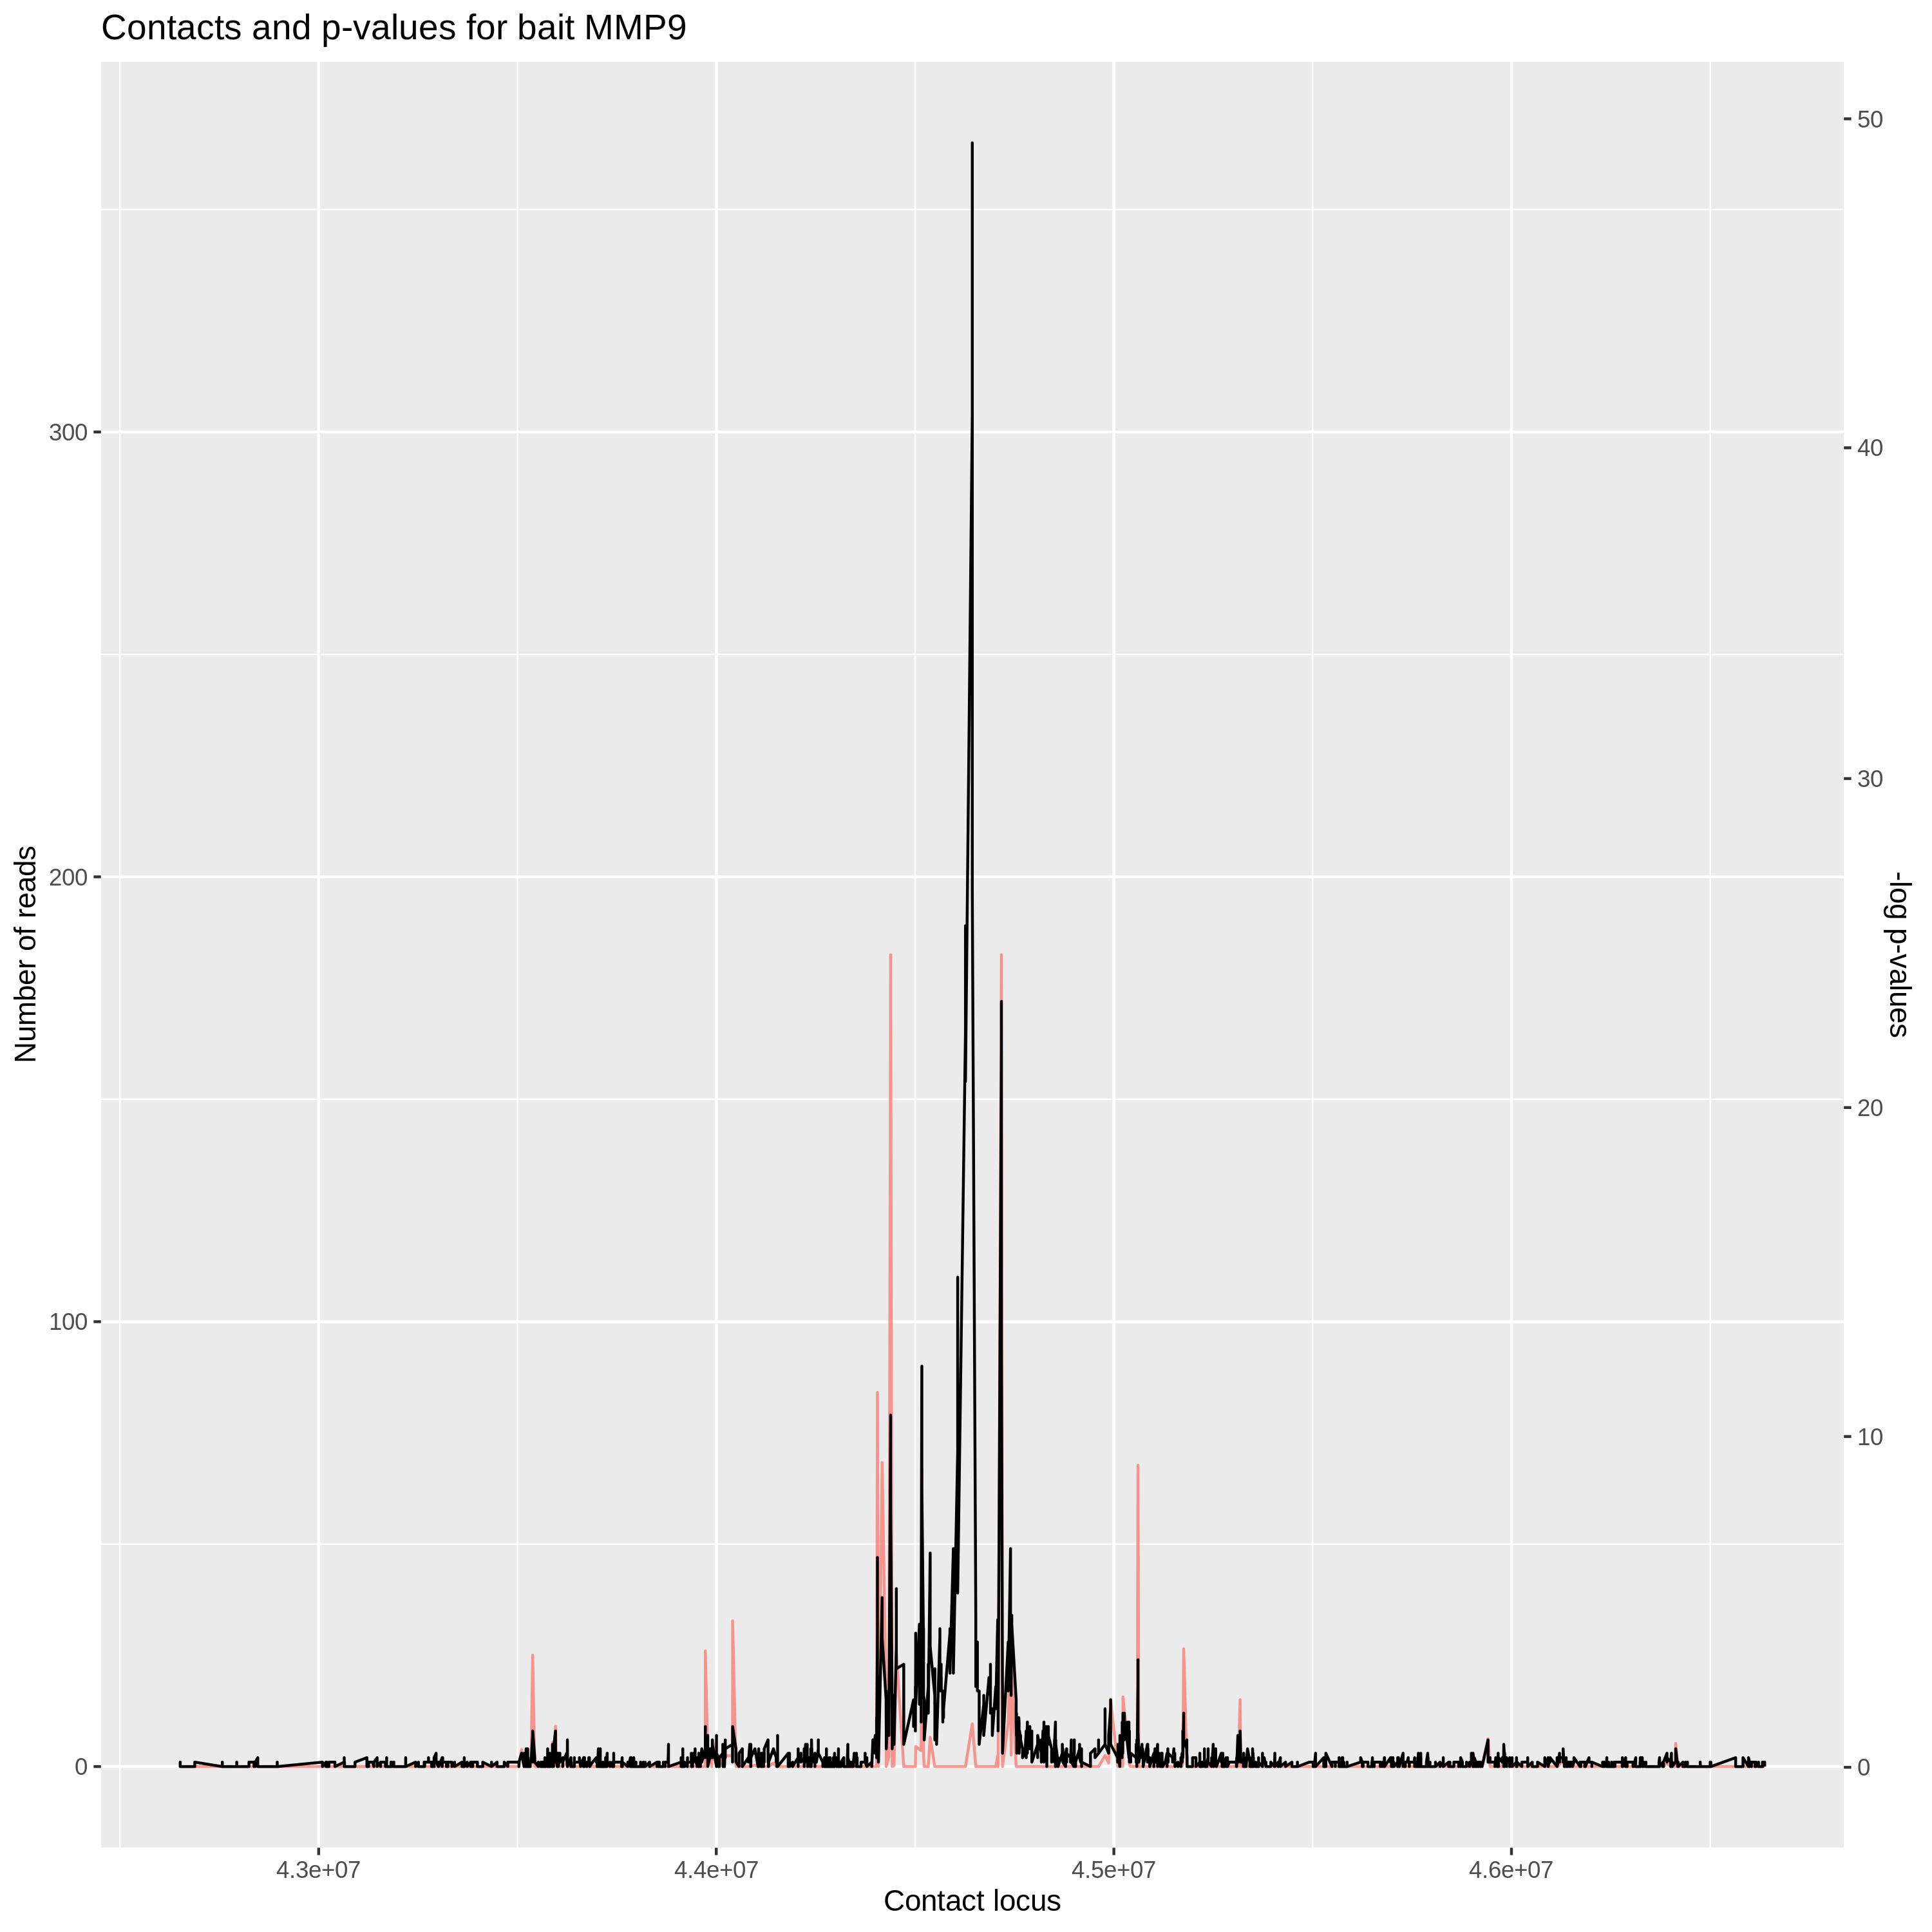 Contacts and p-values for bait MMP9
50
300
40
30
200
Number of reads
-log p-values
20
100
10
0
0
4.3e+07
4.4e+07
4.5e+07
4.6e+07
Contact locus